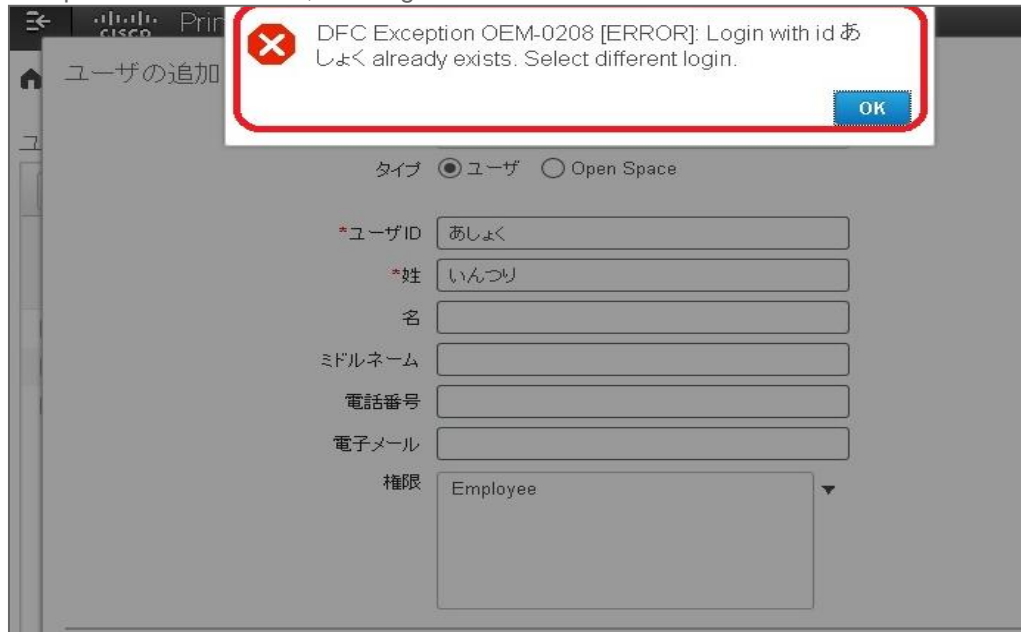 cisco Prin
DFC Exception OEM-0208 [ERROR]: Login with id あ
しょく already exists. Select different login.
OK
ユーザの追加
ユ
タイプ ユーザ Open Space
*ユーザID あしょく
*姓 いんつり
名
ミドルネーム
電話番号
電子メール
権限 Employee